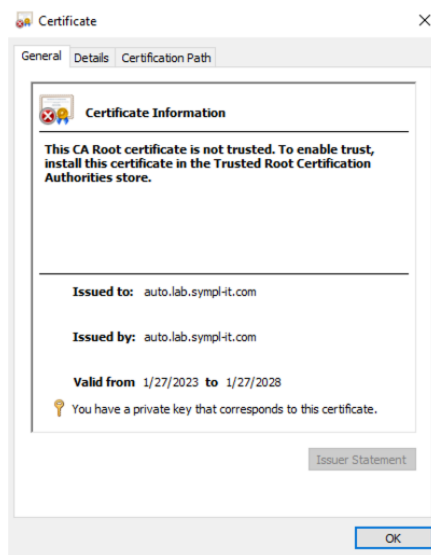 Certificate
General Details Certification Path
Certificate Information
This CA Root certificate is not trusted. To enable trust,
install this certificate in the Trusted Root Certification
Authorities store.
Issued to: auto.lab.sympl-it.com
Issued by: auto.lab.sympl-it.com
Valid from 1/27/2023 to 1/27/2028
You have a private key that corresponds to this certificate.
Issuer Statement
OK